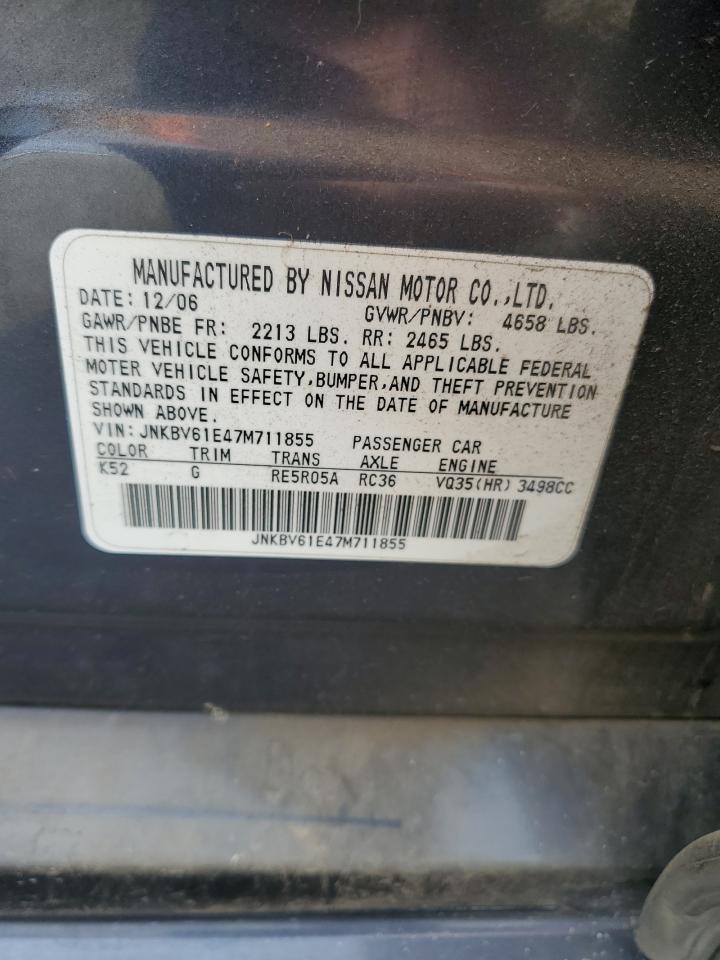 MANUFACTURED BY NISSAN MOTOR CO.,LTD.
DATE: 12/06 GVWR/PNBV: 4658 LBS.
GAWR/PNBE FR: 2213 LBS. RR: 2465 LBS.
THIS VEHICLE CONFORMS TO ALL APPLICABLE FEDERAL
MOTER VEHICLE SAFETY,BUMPER,AND THEFT PREVENTION
STANDARDS IN EFFECT ON THE DATE OF MANUFACTURE
SHOWN ABOVE.
VIN: JNKBV61E47M711855 PASSENGER CAR
COLOR TRIM TRANS AXLE ENGINE
K52 G RE5R05A RC36 VQ35(HR) 3498CC
JNKBV61E47M711855